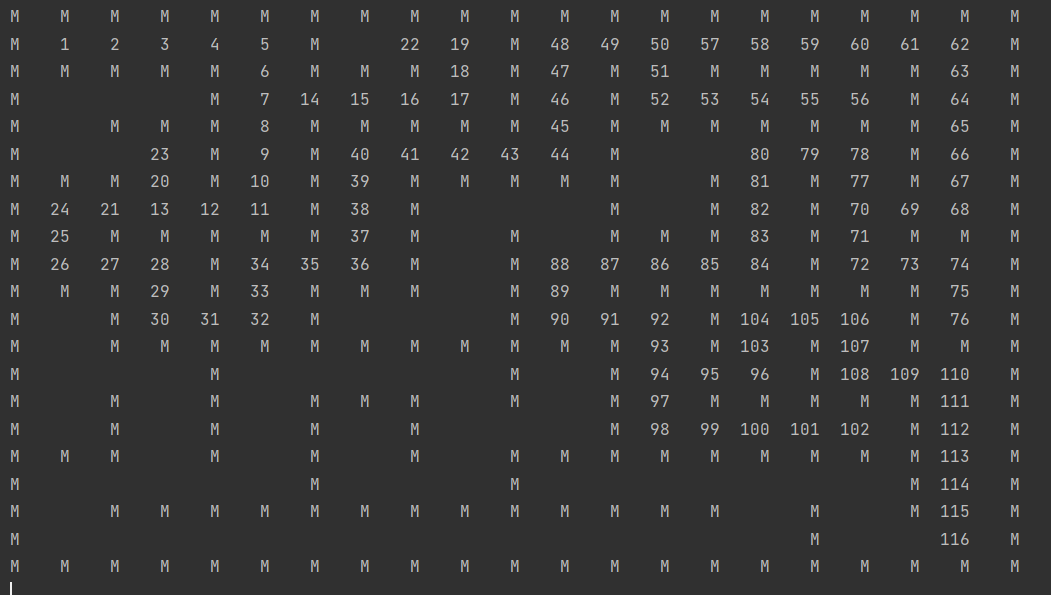 M M M M M M M M M M M M M M M M M M M M M
M 1 2 3 4 5 M 22 19 M 48 49 50 57 58 59 60 61 62 M
M M M M M 6 M M M 18 M 47 M 51 M M M M M 63 M
M M 7 14 15 16 17 M 46 M 52 53 54 55 56 M 64 M
M M M M 8 M M M M M 45 M M M M M M M 65 M
M 23 M 9 M 40 41 42 43 44 M 80 79 78 M 66 M
M M M 20 M 10 M 39 M M M M M M 81 M 77 M 67 M
M 24 21 13 12 11 M 38 M M M 82 M 70 69 68 M
M 25 M M M M M 37 M M M M M 83 M 71 M M M
M 26 27 28 M 34 35 36 M M 88 87 86 85 84 M 72 73 74 M
M M M 29 M 33 M M M M 89 M M M M M M M 75 M
M M 30 31 32 M M 90 91 92 M 104 105 106 M 76 M
M M M M M M M M M M M 93 M 103 M 107 M M M
M M M M 94 95 96 M 108 109 110 M
M M M M M M M M 97 M M M M M 111 M
M M M M M M 98 99 100 101 102 M 112 M
M M M M M M M M M M M M M M M 113 M
M M M M 114 M
M M M M M M M M M M M M M M M M 115 M
M M 116 M
M M M M M M M M M M M M M M M M M M M M M